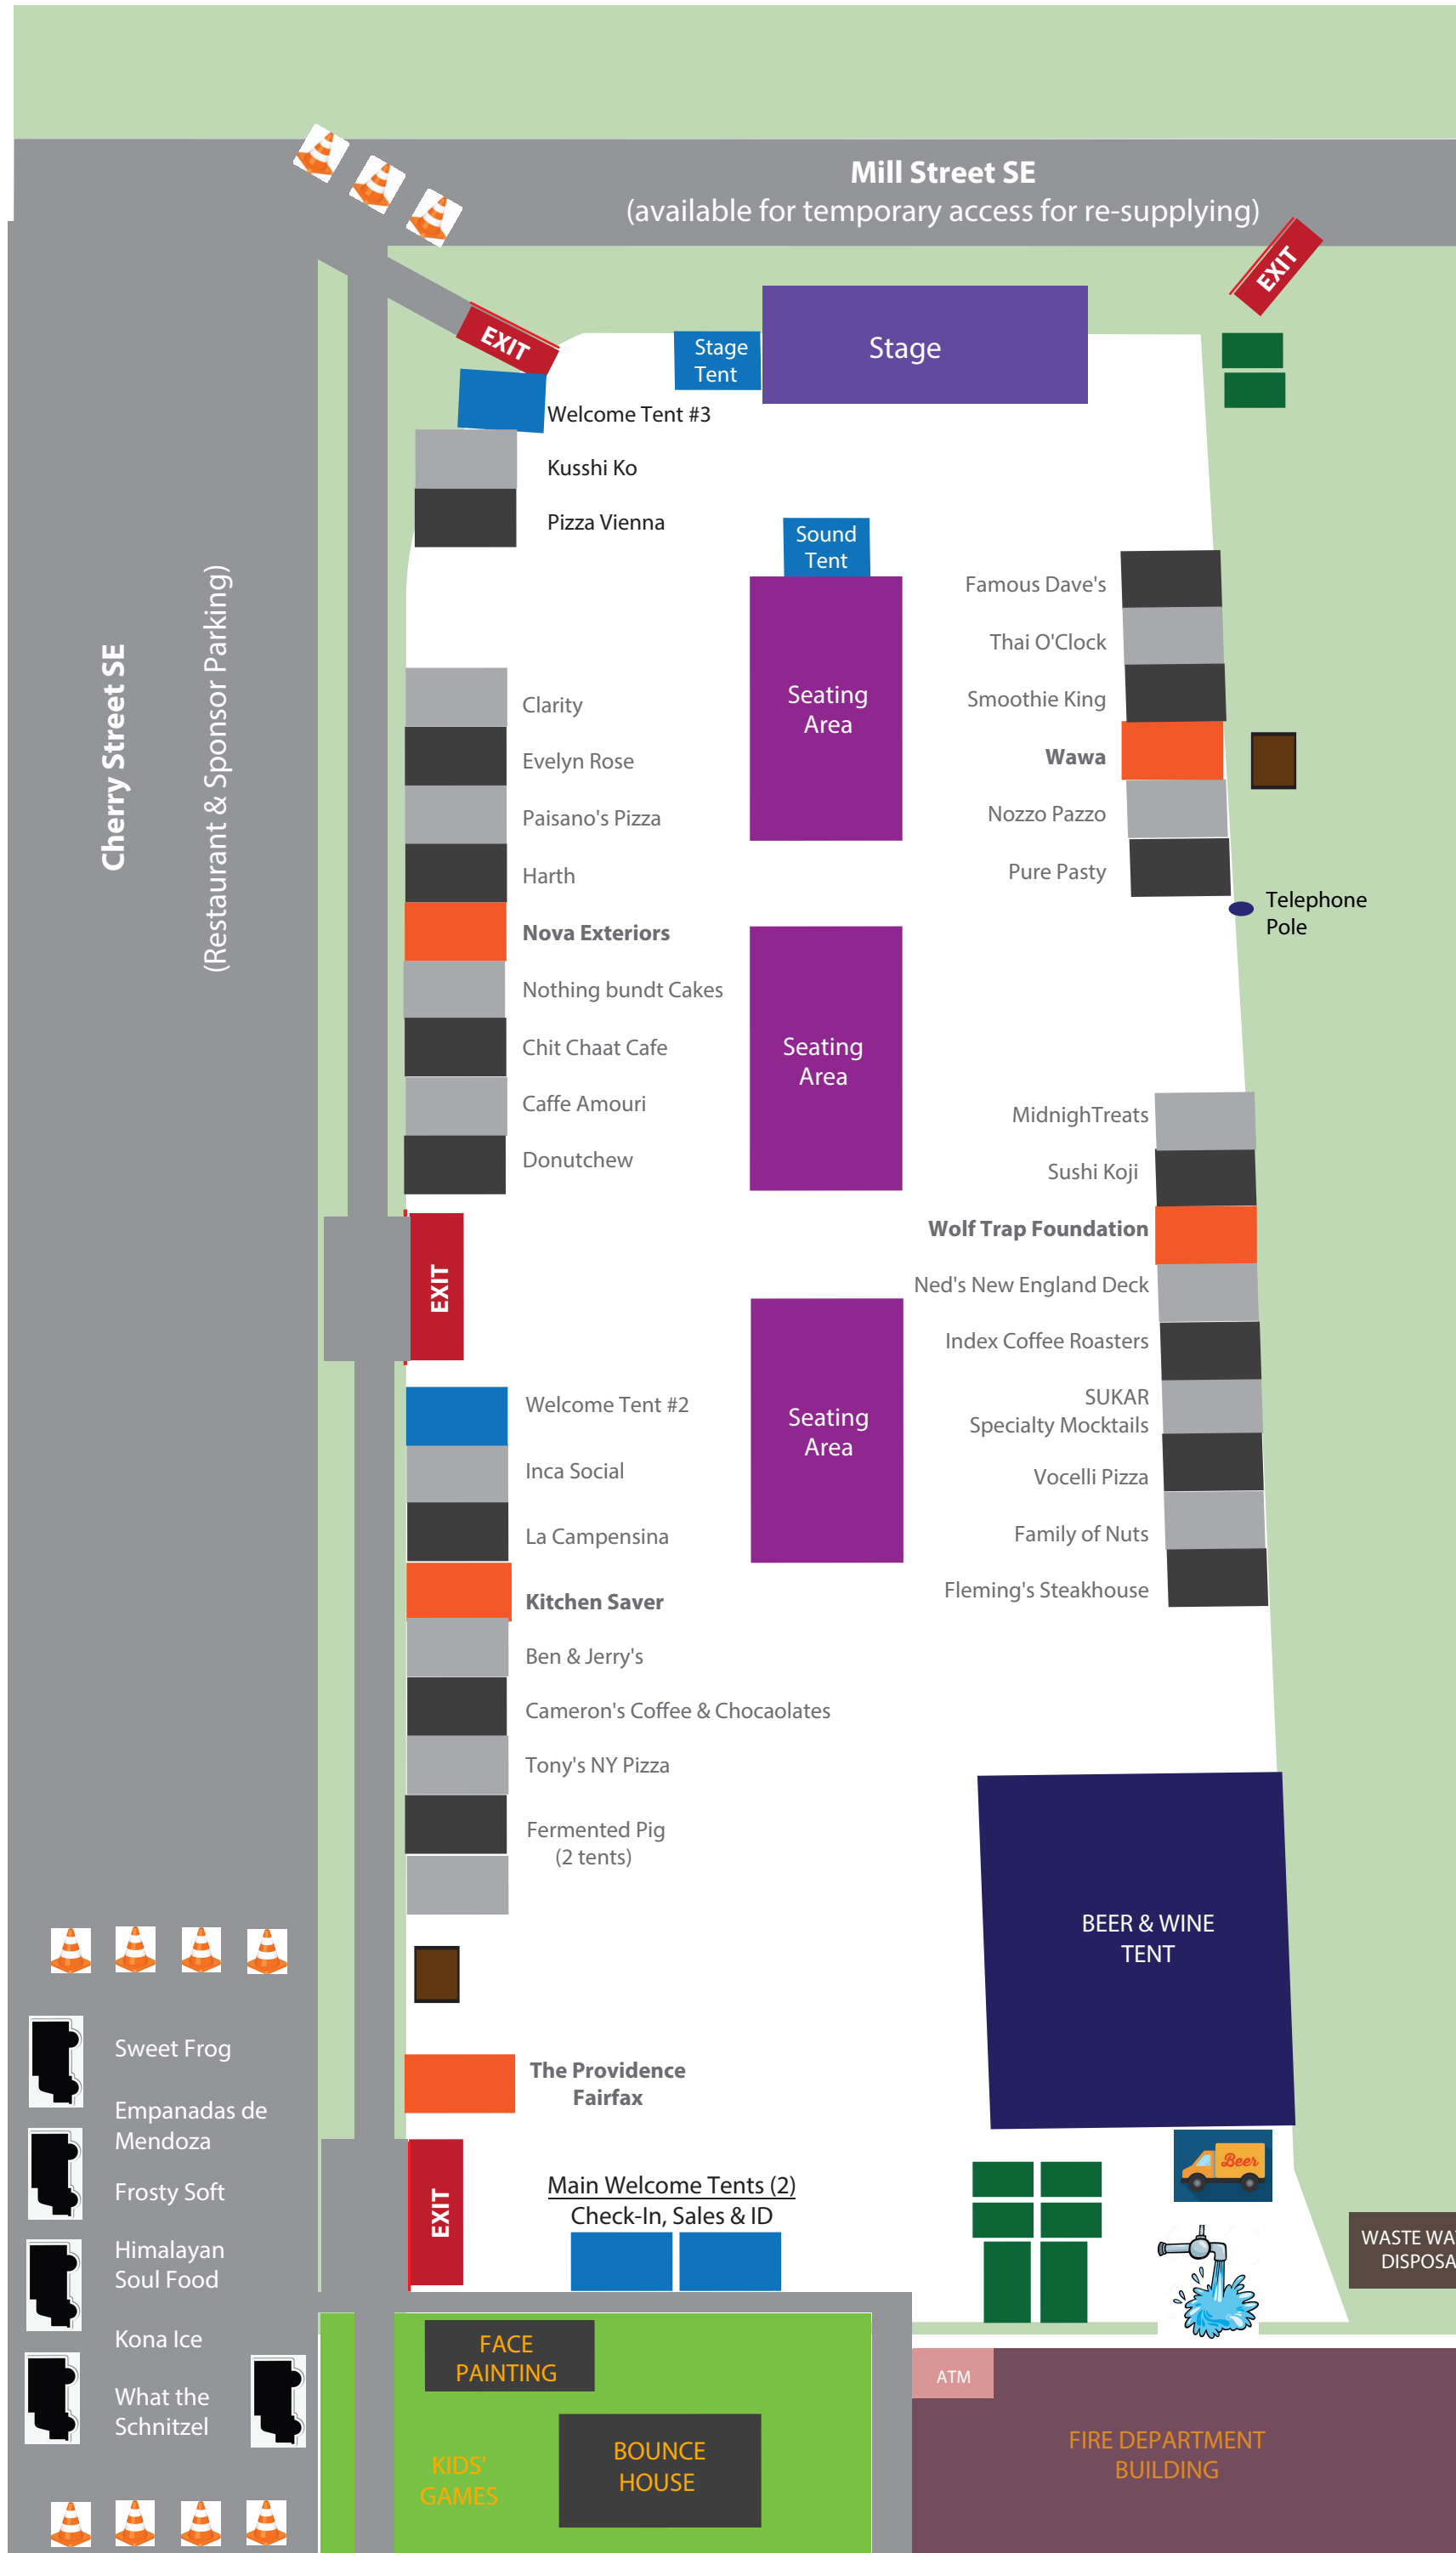 Mill Street SE
(available for temporary access for re-supplying)
EXIT
EXIT
Stage
Tent
Stage
Welcome Tent #3
Kusshi Ko
Pizza Vienna
Sound
Tent
Cherry Street SE
(Restaurant & Sponsor Parking)
Clarity
Evelyn Rose
Paisano's Pizza
Harth
Nova Exteriors
Nothing bundt Cakes
Chit Chaat Cafe
Caffe Amouri
Donutchew
Seating
Area
Seating
Area
Seating
Area
Famous Dave's
Thai O'Clock
Smoothie King
Wawa
Nozzo Pazzo
Pure Pasty
Telephone
Pole
MidnighTreats
Sushi Koji
Wolf Trap Foundation
Ned's New England Deck
Index Coffee Roasters
SUKAR
Specialty Mocktails
Vocelli Pizza
Family of Nuts
Fleming's Steakhouse
EXIT
Welcome Tent #2
Inca Social
La Campensina
Kitchen Saver
Ben & Jerry's
Cameron's Coffee & Chocaolates
Tony's NY Pizza
Fermented Pig
(2 tents)
BEER & WINE
TENT
The Providence
Fairfax
Sweet Frog
Empanadas de
Mendoza
Frosty Soft
Himalayan
Soul Food
Kona Ice
What the
Schnitzel
EXIT
Main Welcome Tents (2)
Check-In, Sales & ID
Beer
WASTE WA
DISPOSA
FACE
PAINTING
KIDS'
GAMES
BOUNCE
HOUSE
ATM
FIRE DEPARTMENT
BUILDING